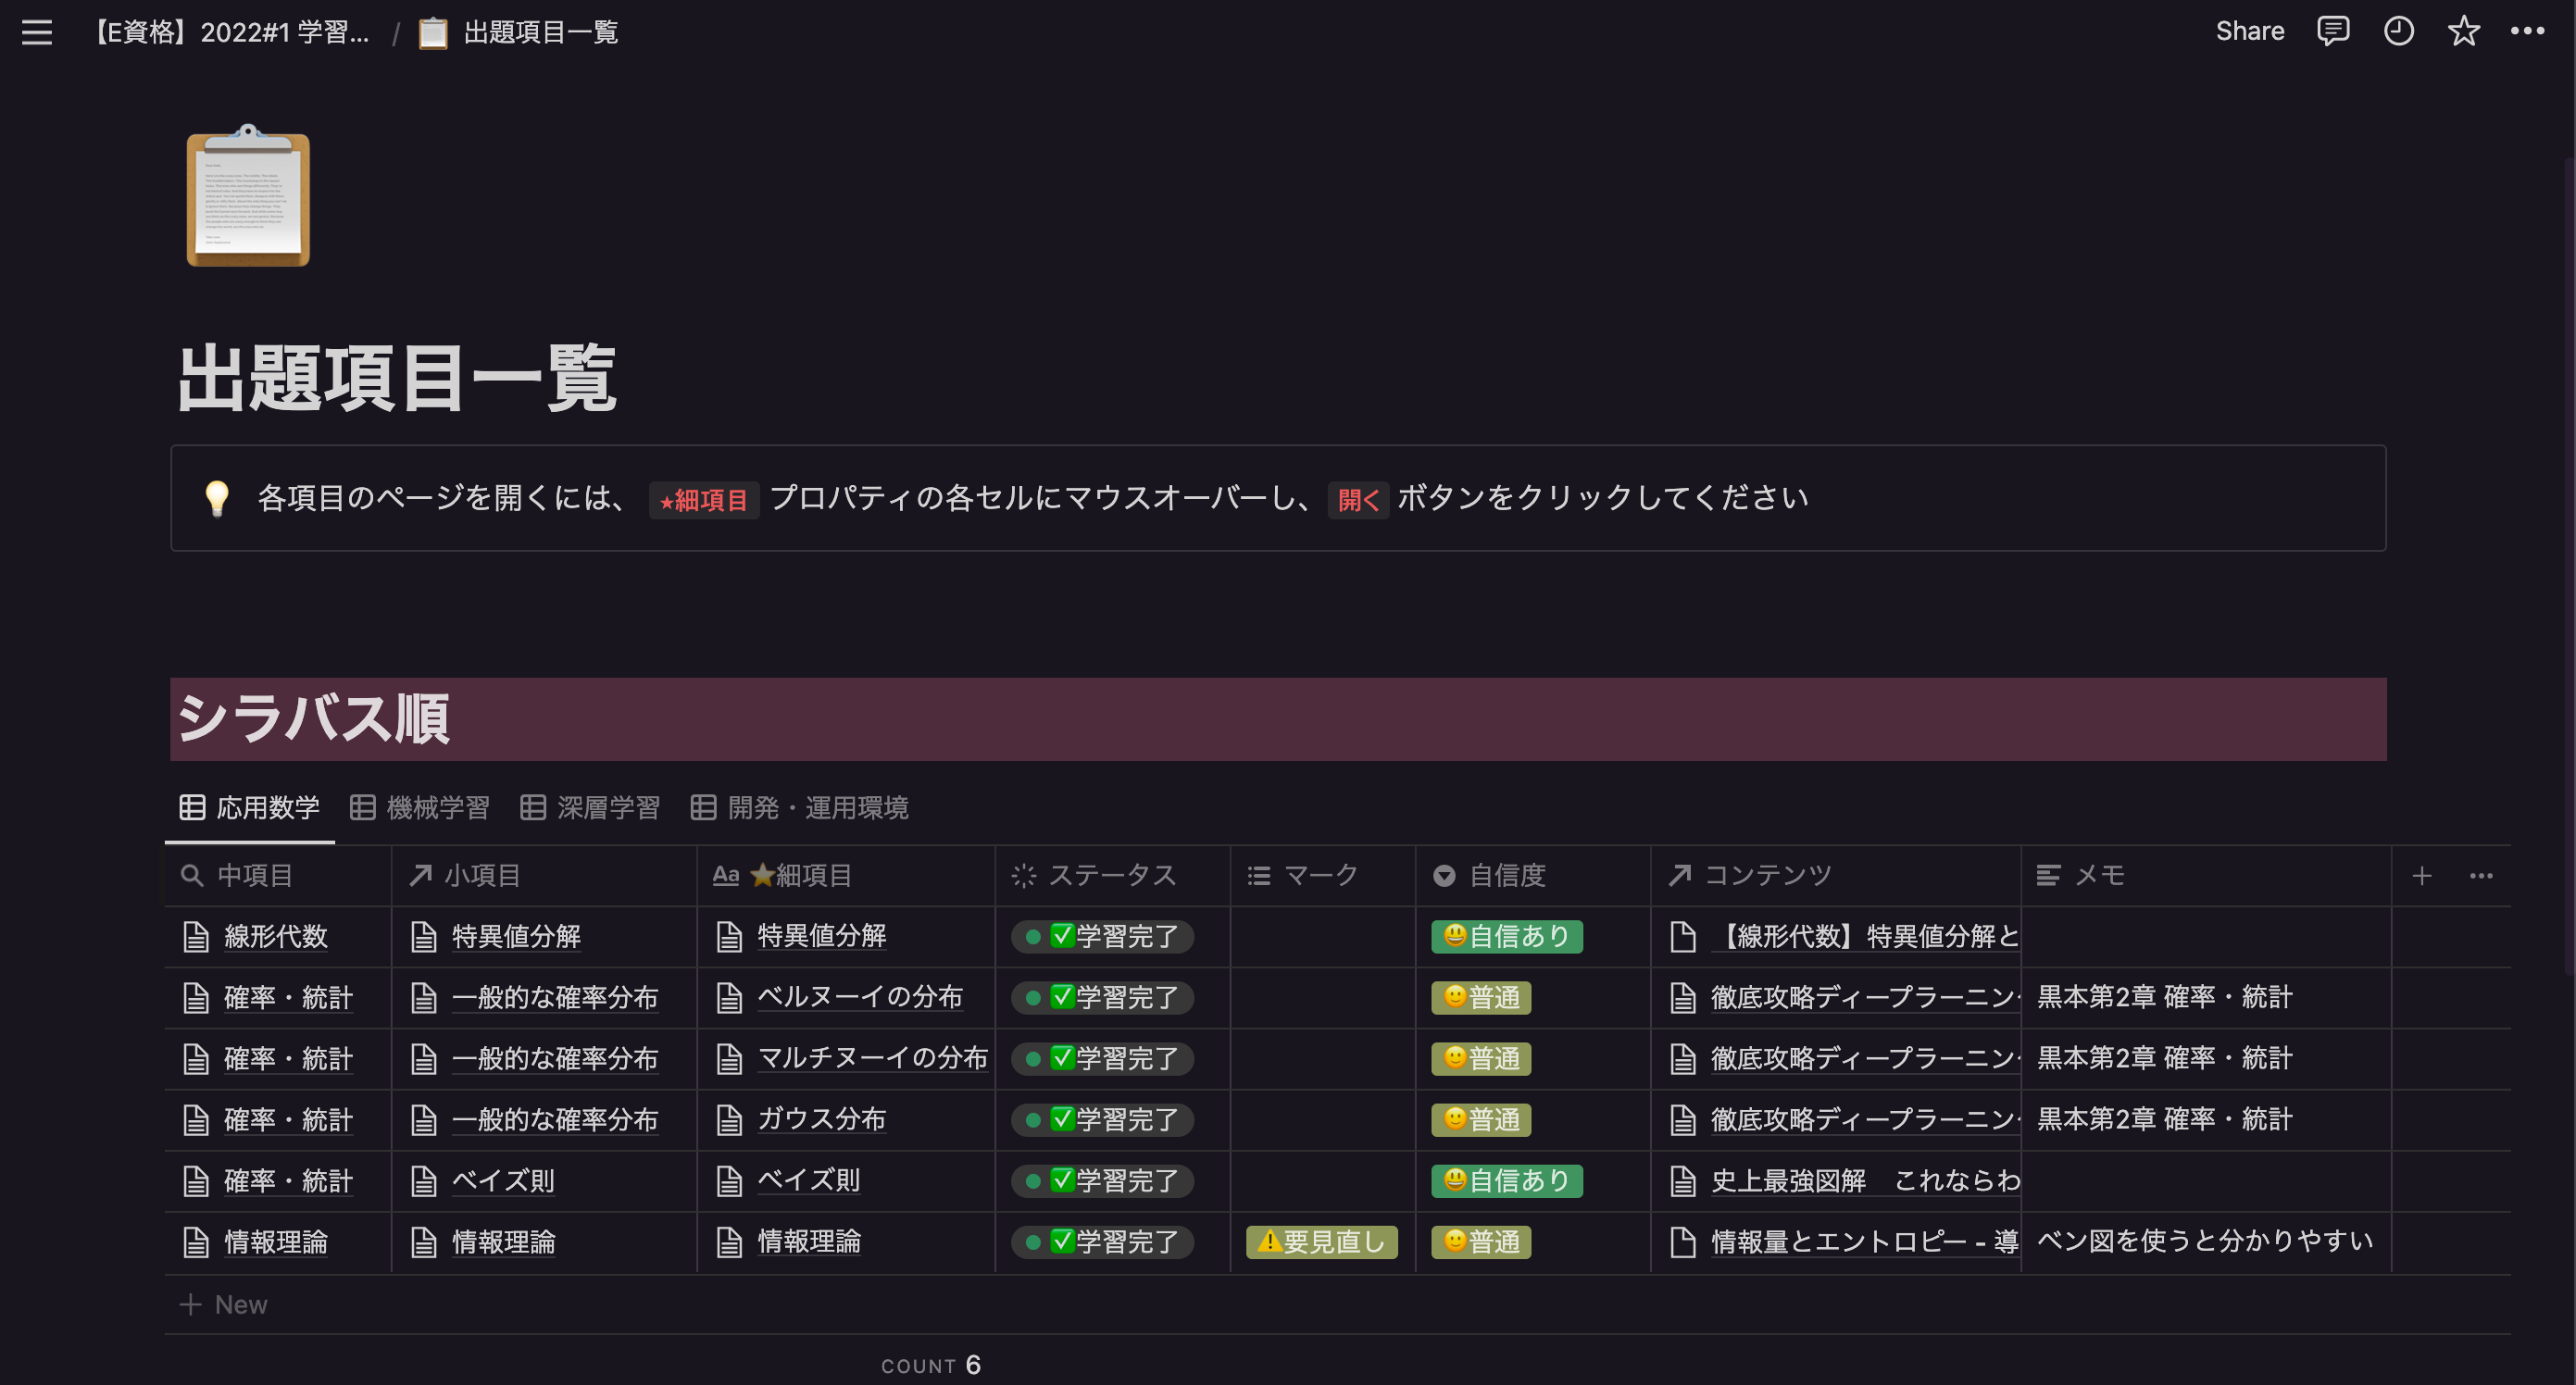 【E資格】2022#1 学習... / 出題項目一覧 Share
出題項目一覧
各項目のページを開くには、 ★細項目 プロパティの各セルにマウスオーバーし、 開く ボタンをクリックしてください
シラバス順
応用数学 機械学習 深層学習 開発・運用環境
中項目 小項目 Aa ⭐細項目 ステータス マーク 自信度 コンテンツ メモ
線形代数 特異値分解 特異値分解 ✅学習完了 😃自信あり 【線形代数】特異値分解と
確率・統計 一般的な確率分布 ベルヌーイの分布 ✅学習完了 🙂普通 徹底攻略ディープラーニン 黒本第2章 確率・統計
確率・統計 一般的な確率分布 マルチヌーイの分布 ✅学習完了 🙂普通 徹底攻略ディープラーニン 黒本第2章 確率・統計
確率・統計 一般的な確率分布 ガウス分布 ✅学習完了 🙂普通 徹底攻略ディープラーニン 黒本第2章 確率・統計
確率・統計 ベイズ則 ベイズ則 ✅学習完了 😃自信あり 史上最強図解　これならわ
情報理論 情報理論 情報理論 ✅学習完了 ⚠️要見直し 🙂普通 情報量とエントロピー - 導 ベン図を使うと分かりやすい
+ New
COUNT 6